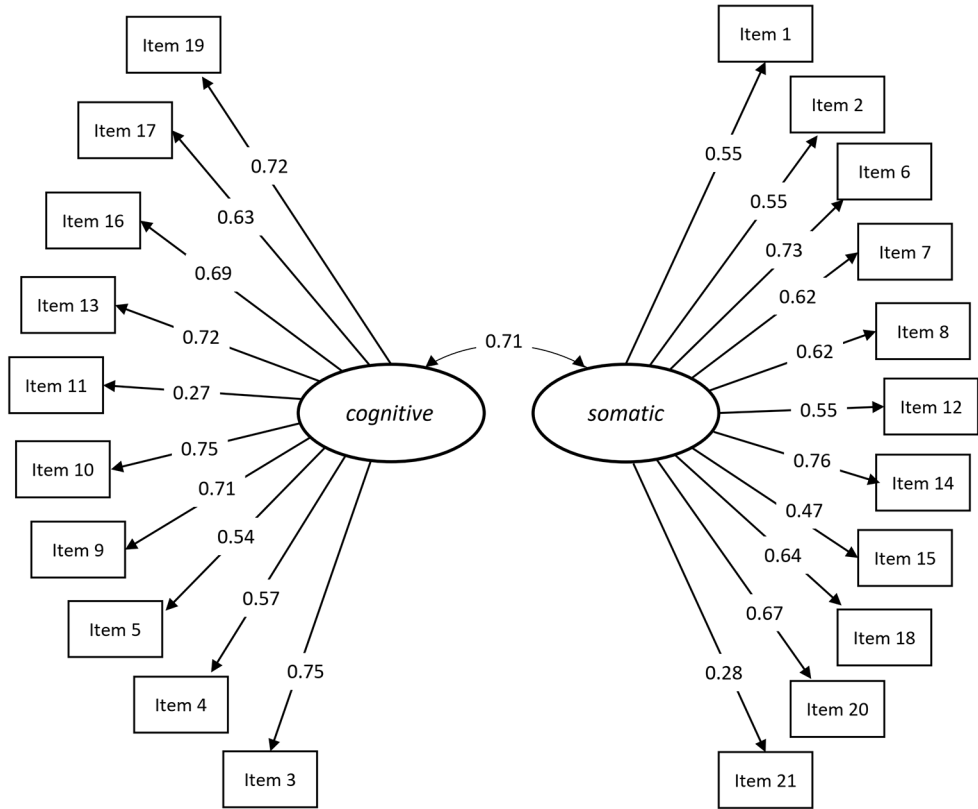 Item 19
Item 17
Item 16
Item 13
Item 11
Item 10
Item 9
Item 5
Item 4
Item 3
0.72
0.63
0.69
0.72
0.27
0.75
0.71
0.54
0.57
0.75
cognitive
0.71
somatic
0.55
0.55
0.73
0.62
0.62
0.55
0.76
0.47
0.64
0.67
0.28
Item 1
Item 2
Item 6
Item 7
Item 8
Item 12
Item 14
Item 15
Item 18
Item 20
Item 21